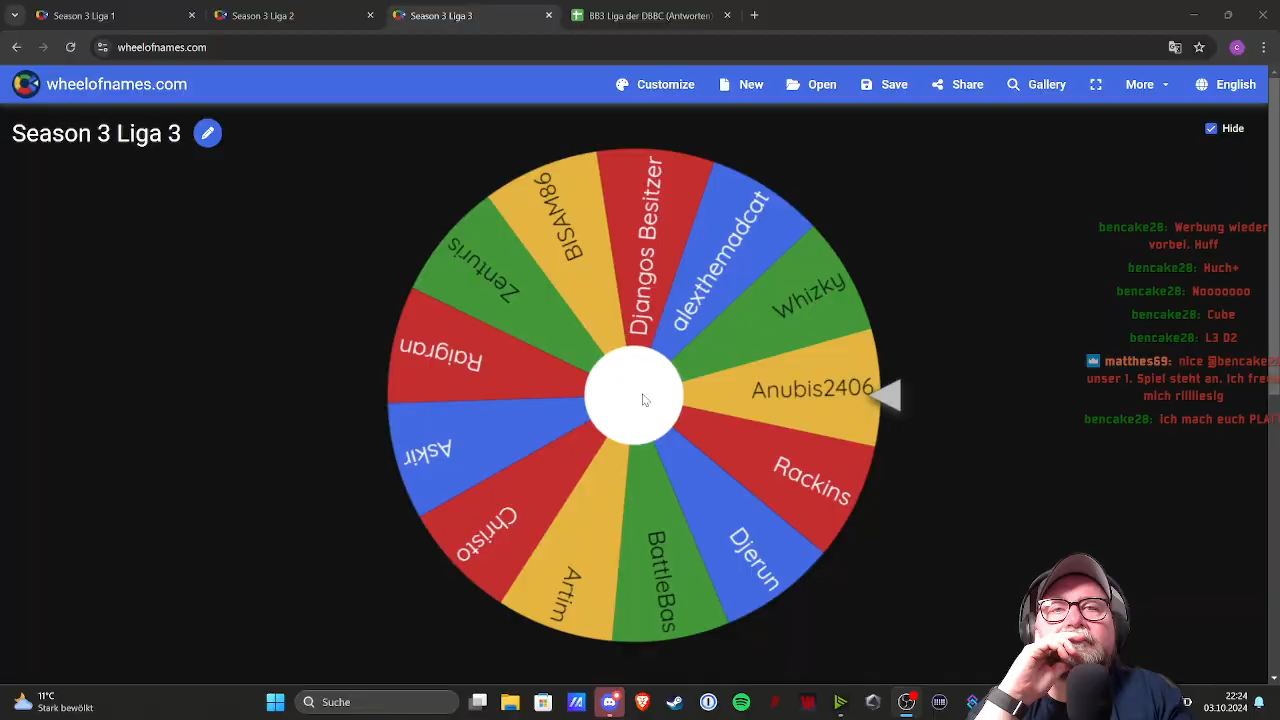 Season 3 Liga 1
Season 3 Liga 2
Season 3 Liga 3
BB3 Liga der DBBC (Antworten)
wheelofnames.com
wheelofnames.com
Customize
New
Open
Save
Share
Gallery
More
English
Season 3 Liga 3
Hide
Djangos Besitzer
alexthemadcat
Whizky
Anubis2406
Rackins
Djerun
BattleBas
Artim
Christo
Askir
Raigran
Zenturis
BISAM86
bencake28: Werbung wieder
vorbei. Huff
bencake28: Huch+
bencake28: Nooooooo
bencake28: Cube
bencake28: L3 D2
matthes69: nice @bencake2
unser 1. Spiel steht an. Ich freu
mich riiiiiesig
bencake28: ich mach euch PLAT
11°C
Stark bewölkt
Suche
22:24
03.10.2024